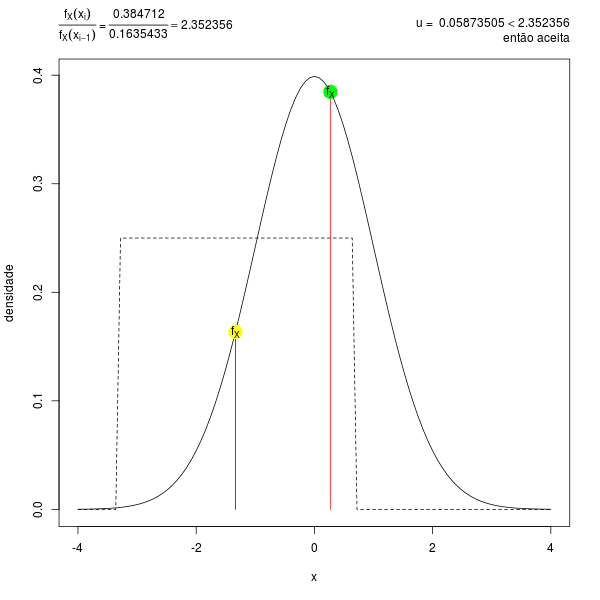 fX(xi) / fX(xi−1) = 0.384712 / 0.1635433 = 2.352356
u = 0.05873505 < 2.352356
então aceita
0.4
0.3
0.2
0.1
0.0
densidade
fX
fX
-4 -2 0 2 4
x